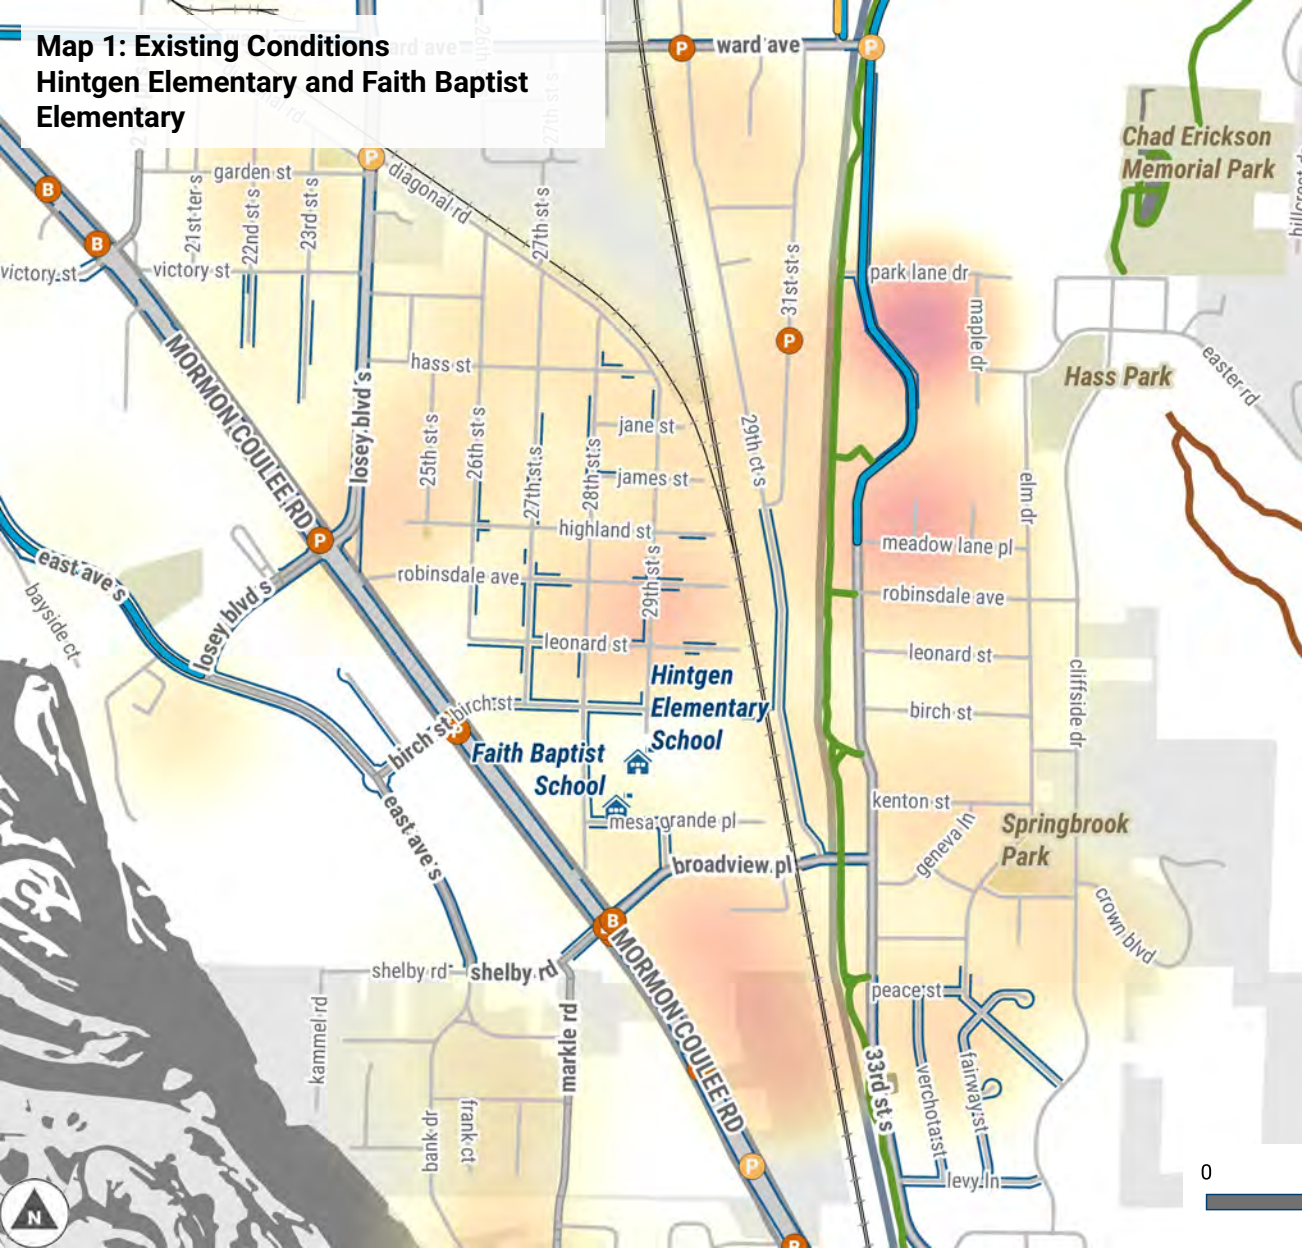 Map 1: Existing Conditions
Hintgen Elementary and Faith Baptist
Elementary
ward ave
P
P
27th st s
P
diagonal rd
garden st
21st ter s
22nd st s
23rd st s
27th st s
B
B
victory st
victory st
31st st s
P
park lane dr
maple dr
Chad Erickson
Memorial Park
hillcrest d
Hass Park
easter rd
MORMON COULEE RD
losey blvd s
hass st
25th st s
26th st s
27th st s
28th st s
jane st
james st
29th ct s
elm dr
highland st
P
meadow lane pl
east ave s
bayside ct
losey blvd s
robinsdale ave
29th st s
robinsdale ave
leonard st
leonard st
cliffside dr
Hintgen
Elementary
School
birch st
birch st
birch st
P
Faith Baptist
School
mesa grande pl
kenton st
geneva ln
Springbrook
Park
east ave s
broadview pl
crown blvd
B
MORMON COULEE RD
shelby rd
shelby rd
peace st
kammel rd
markle rd
33rd st s
verchota st
fairway st
bank dr
frank ct
P
levy ln
0
N
P